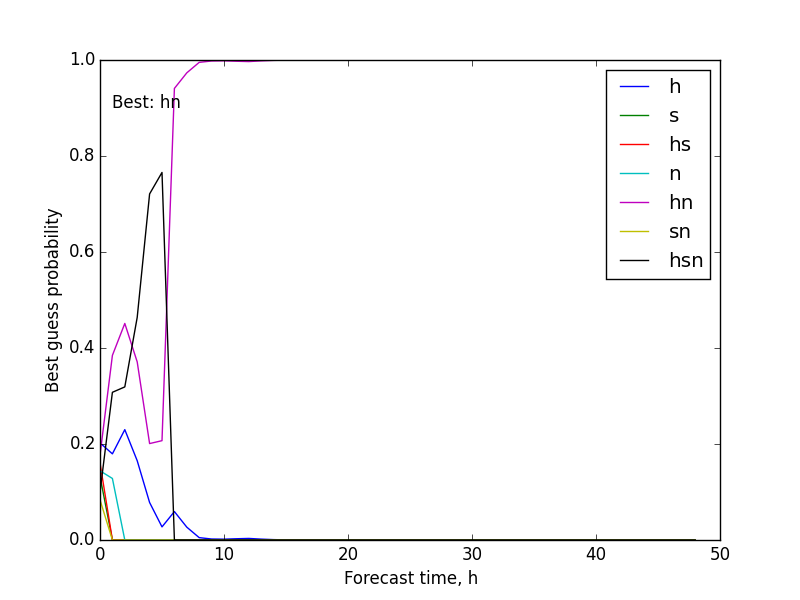 1.0
0.8
0.6
0.4
0.2
0.0
Best guess probability
Best: hn
h
s
hs
n
hn
sn
hsn
0 10 20 30 40 50
Forecast time, h